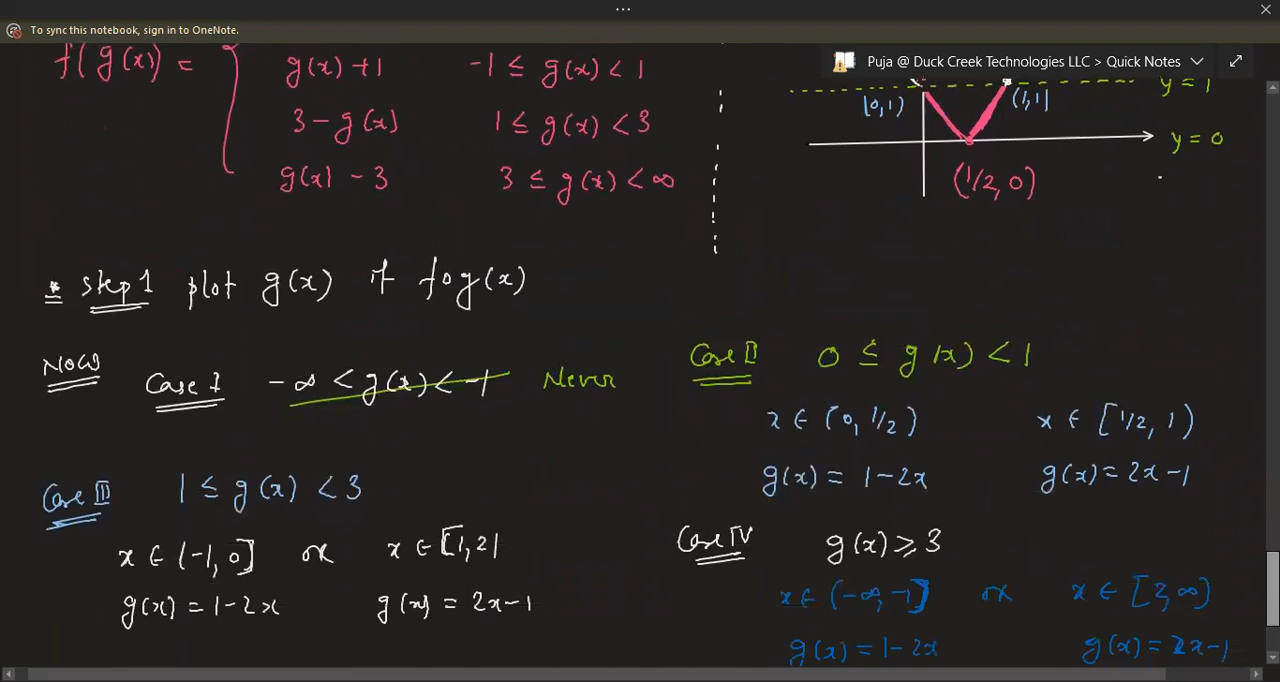 To sync this notebook, sign in to OneNote.
Puja @ Duck Creek Technologies LLC > Quick Notes
f(g(x)) =
g(x)+1 -1 ≤ g(x) < 1
3-g(x) 1 ≤ g(x) < 3
g(x) - 3 3 ≤ g(x) < ∞
y = 1
(0,1) (1,1)
y = 0
(1/2, 0)
step 1 plot g(x) if fog(x)
Now
Case I -∞ < g(x) < -1 Never
Case II 0 ≤ g(x) < 1
x ∈ (0, 1/2) x ∈ [1/2, 1)
g(x) = 1-2x g(x) = 2x-1
Case III 1 ≤ g(x) < 3
x ∈ (-1, 0] or x ∈ [1, 2)
g(x) = 1-2x g(x) = 2x-1
Case IV g(x) ≥ 3
x ∈ (-∞, -1] or x ∈ [2, ∞)
g(x) = 1-2x g(x) = 2x-1